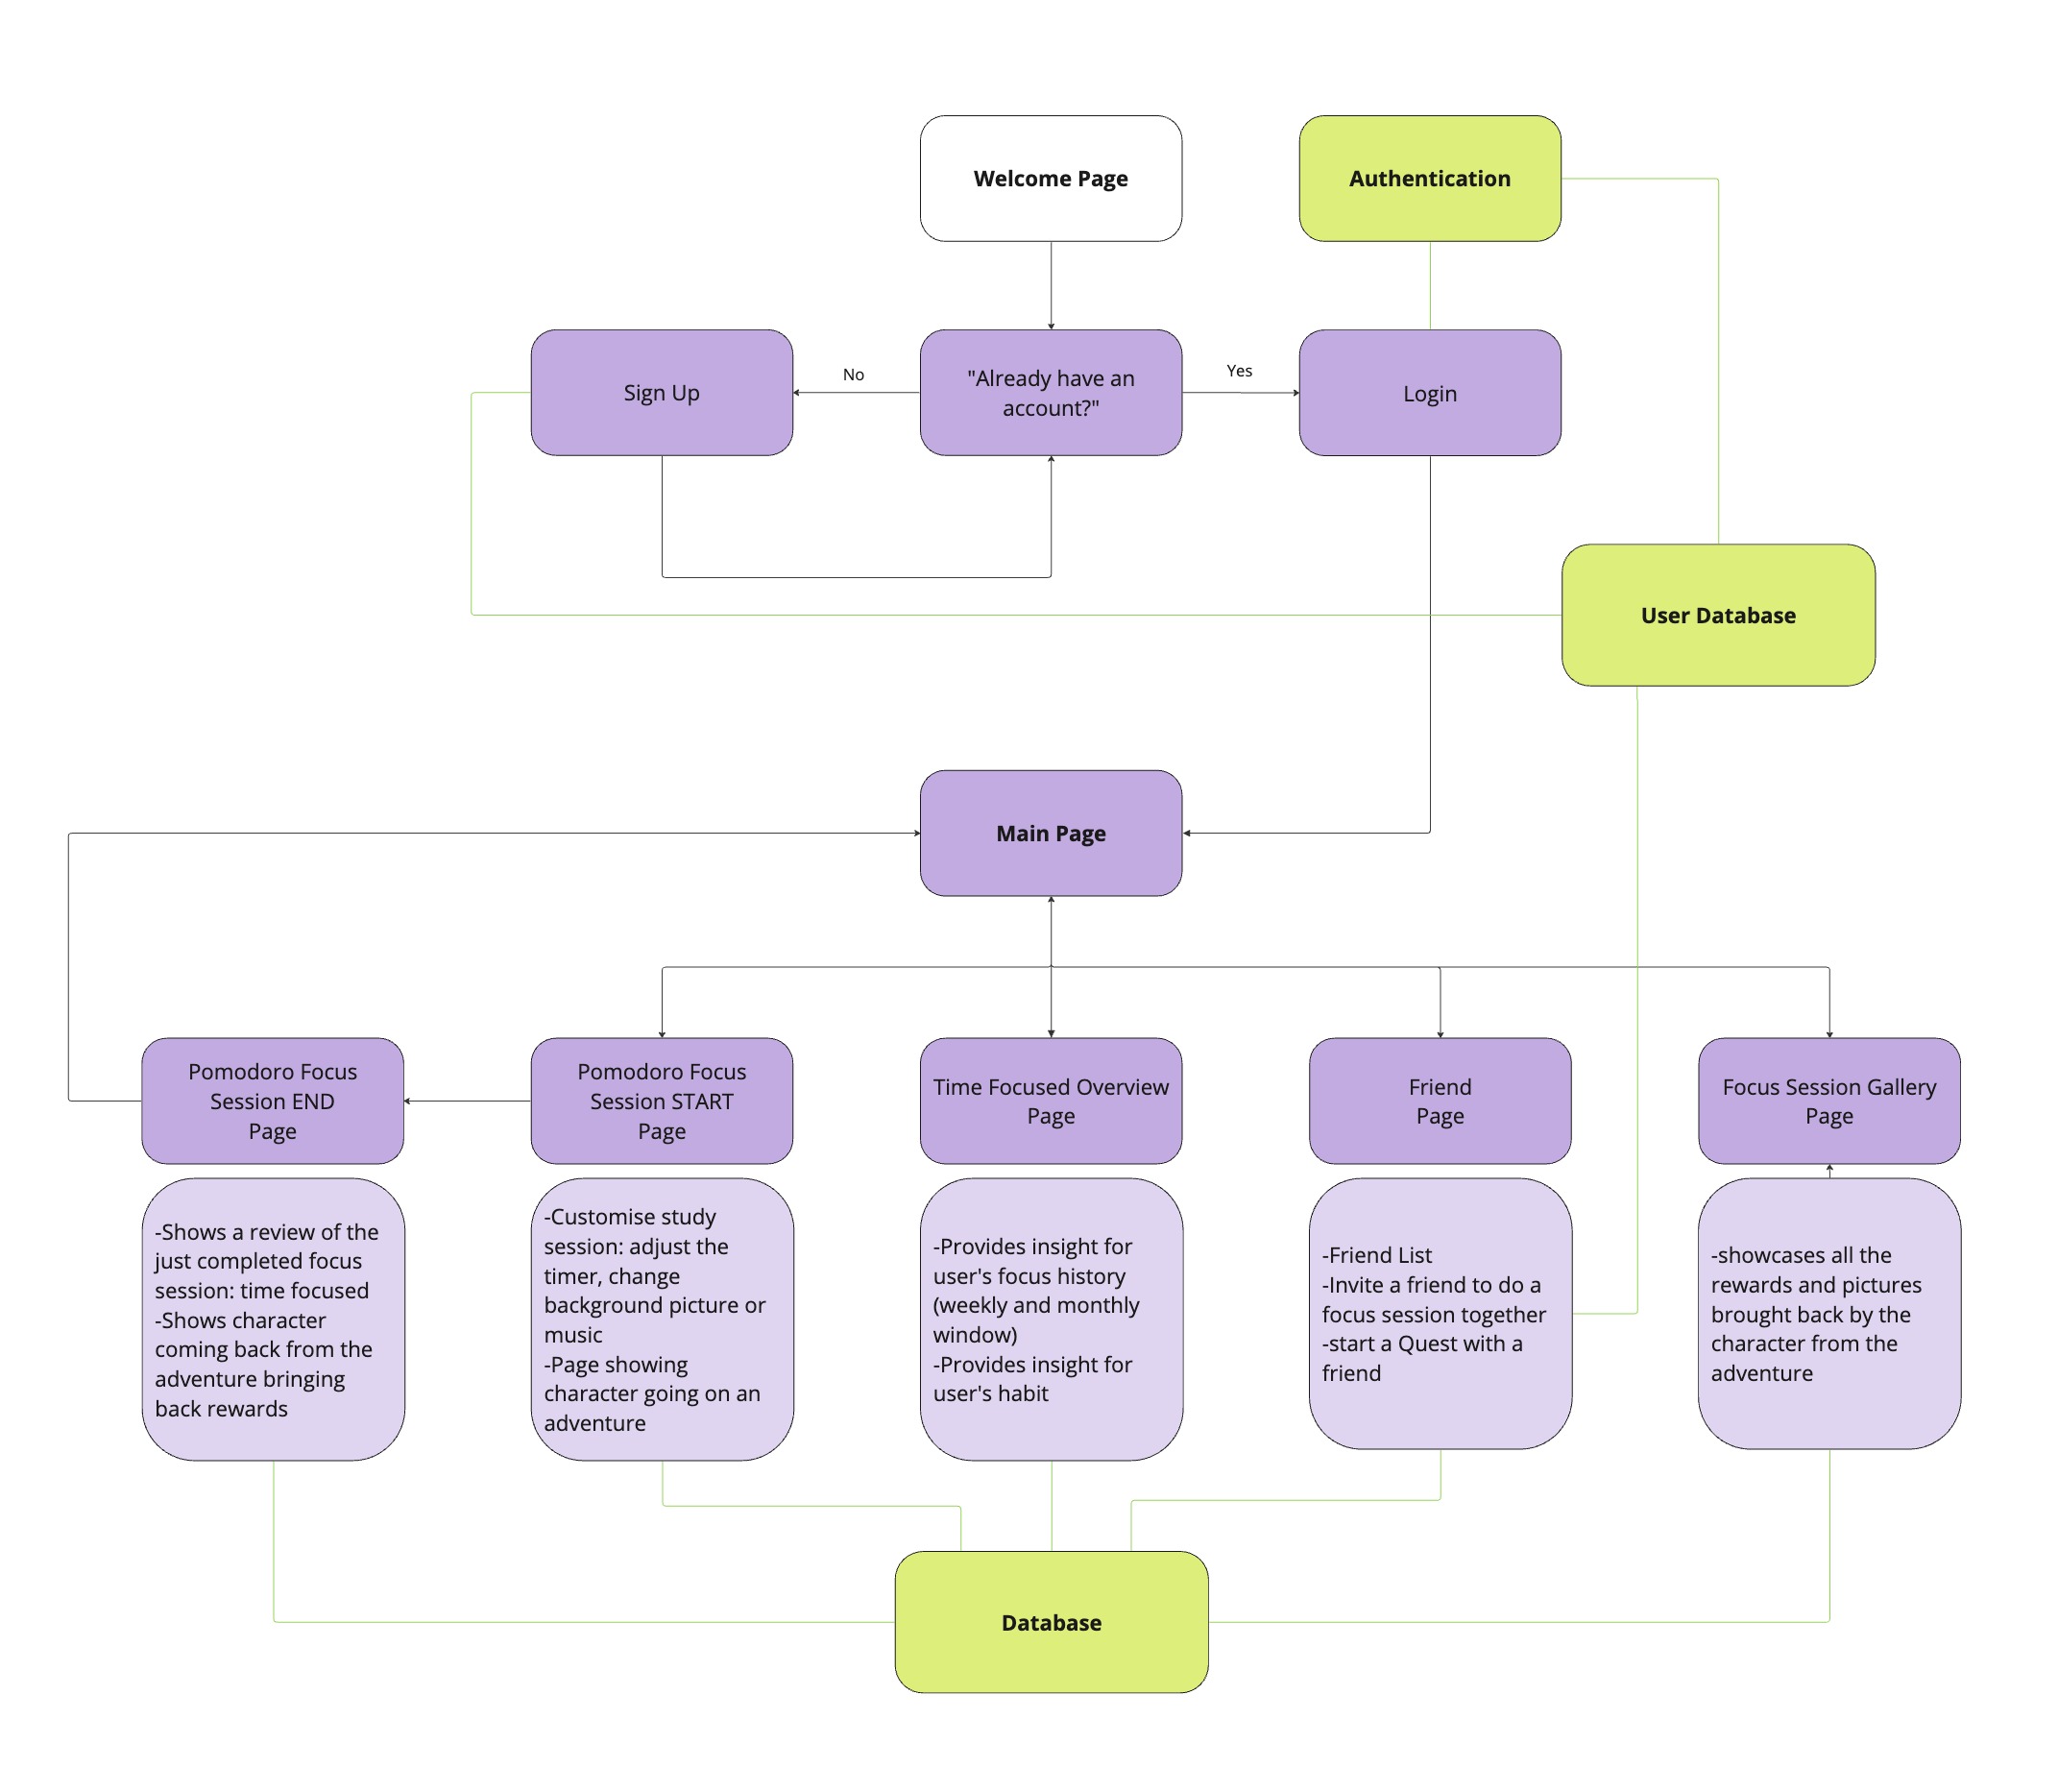 Welcome Page
Authentication
Sign Up
No
"Already have an
account?"
Yes
Login
User Database
Main Page
Pomodoro Focus
Session END
Page
Pomodoro Focus
Session START
Page
Time Focused Overview
Page
Friend
Page
Focus Session Gallery
Page
-Shows a review of the
just completed focus
session: time focused
-Shows character
coming back from the
adventure bringing
back rewards
-Customise study
session: adjust the
timer, change
background picture or
music
-Page showing
character going on an
adventure
-Provides insight for
user's focus history
(weekly and monthly
window)
-Provides insight for
user's habit
-Friend List
-Invite a friend to do a
focus session together
-start a Quest with a
friend
-showcases all the
rewards and pictures
brought back by the
character from the
adventure
Database